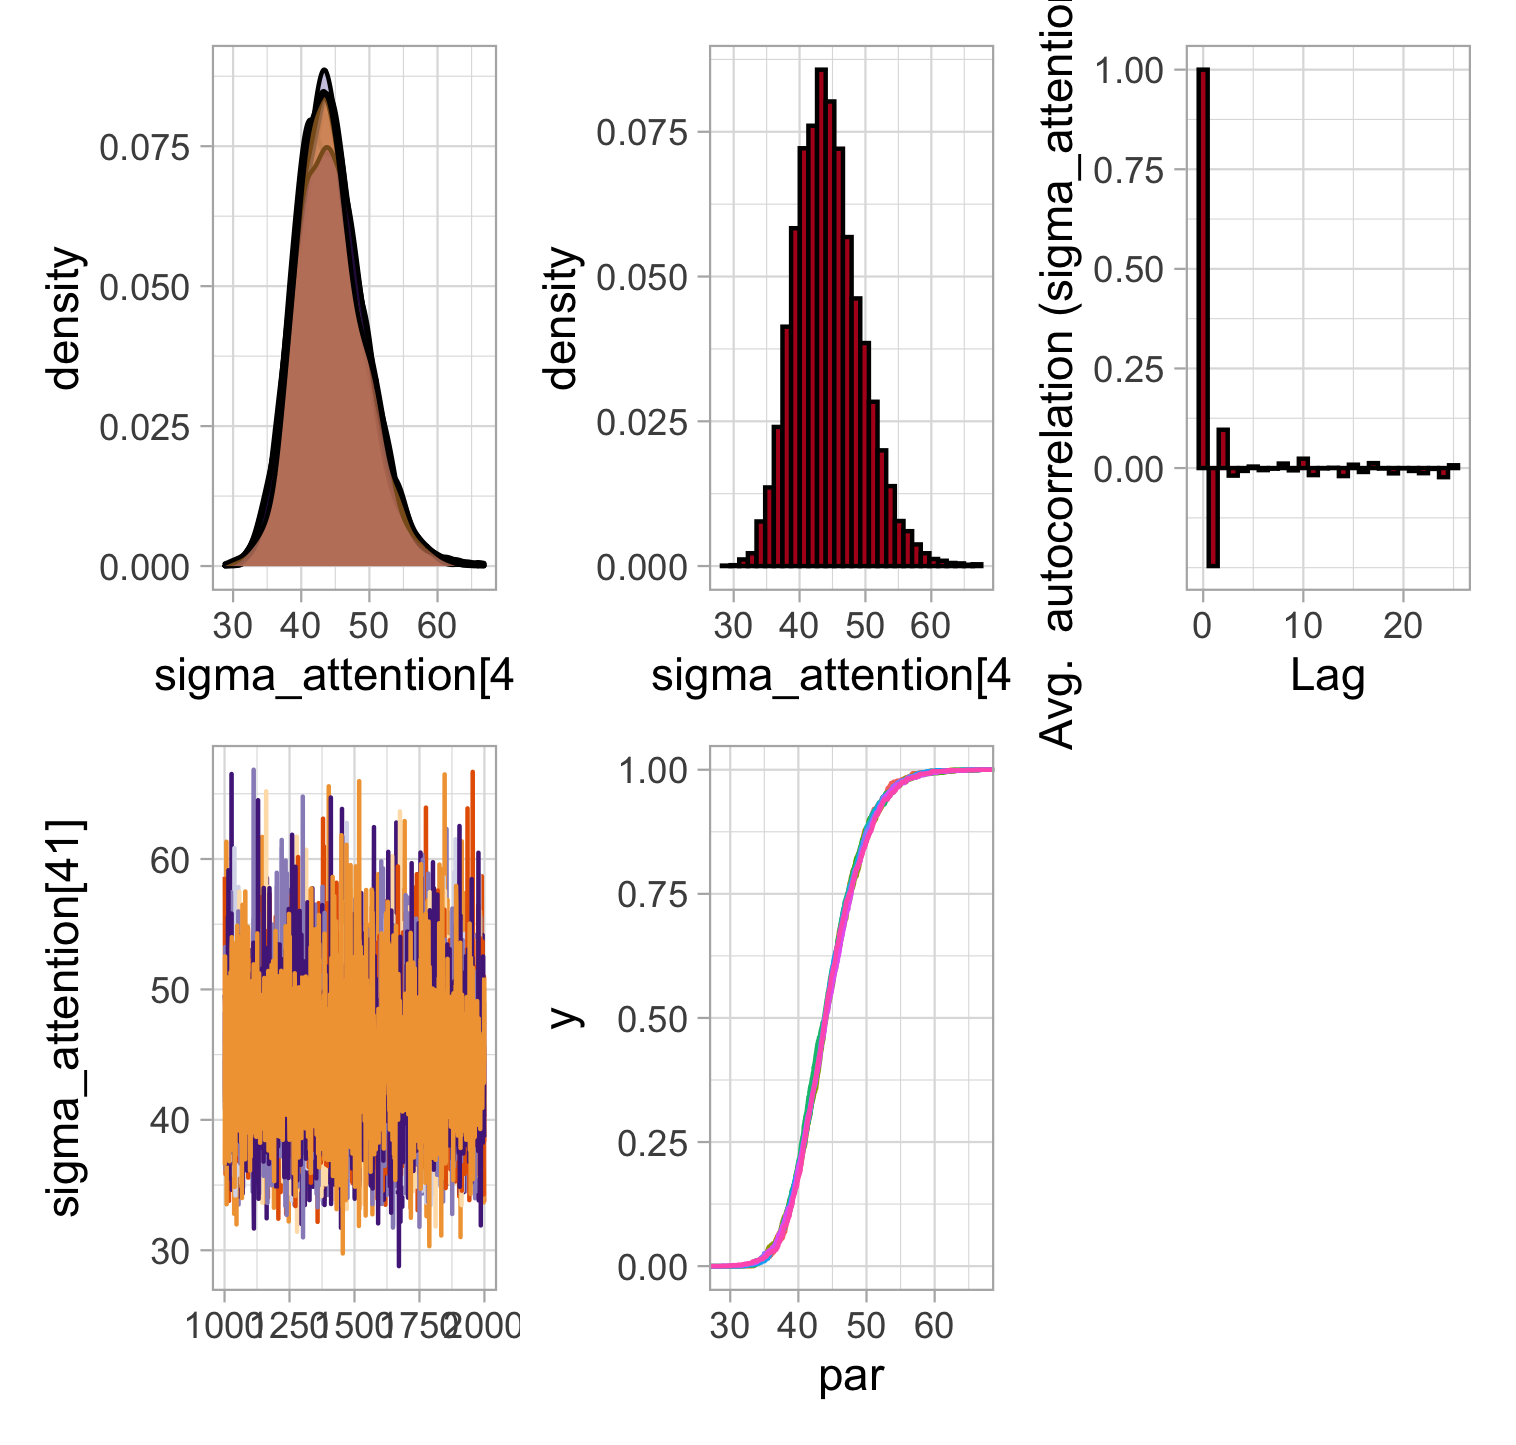 density
0.075
0.050
0.025
0.000
30 40 50 60
sigma_attention[4
density
0.075
0.050
0.025
0.000
30 40 50 60
sigma_attention[4
Avg. autocorrelation (sigma_attention
1.00
0.75
0.50
0.25
0.00
0 10 20
Lag
sigma_attention[41]
60
50
40
30
1000 1250 1500 1750 2000
y
1.00
0.75
0.50
0.25
0.00
30 40 50 60
par